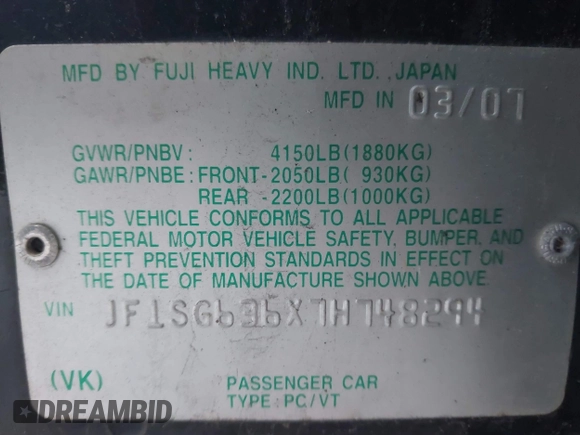 MFD BY FUJI HEAVY IND. LTD. ,JAPAN
MFD IN 03/07
GVWR/PNBV : 4150LB(1880KG)
GAWR/PNBE : FRONT-2050LB( 930KG)
REAR -2200LB(1000KG)
THIS VEHICLE CONFORMS TO ALL APPLICABLE
FEDERAL MOTOR VEHICLE SAFETY, BUMPER, AND
THEFT PREVENTION STANDARDS IN EFFECT ON
THE DATE OF MANUFACTURE SHOWN ABOVE.
VIN JF1SG636X7H748294
(VK) PASSENGER CAR
TYPE: PC/VT
DREAMBID